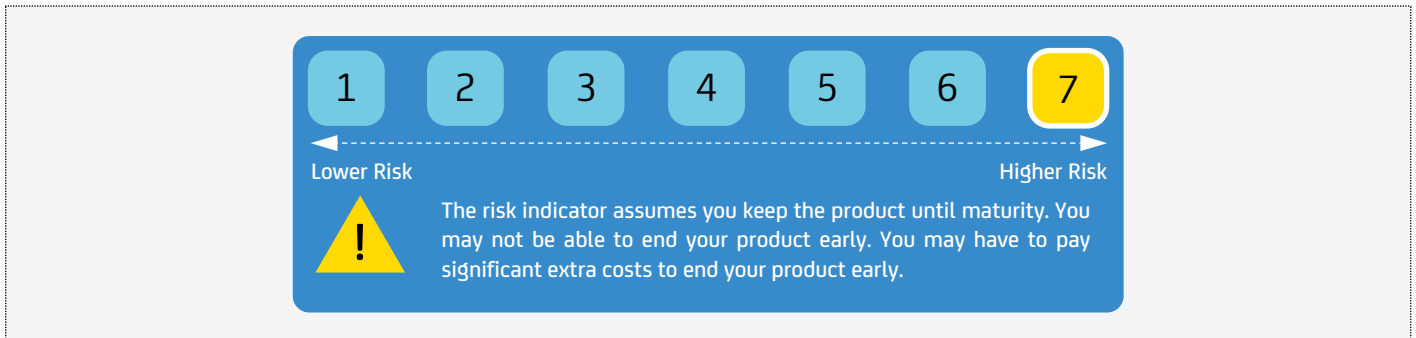 1 2 3 4 5 6 7
Lower Risk Higher Risk
!
The risk indicator assumes you keep the product until maturity. You
may not be able to end your product early. You may have to pay
significant extra costs to end your product early.